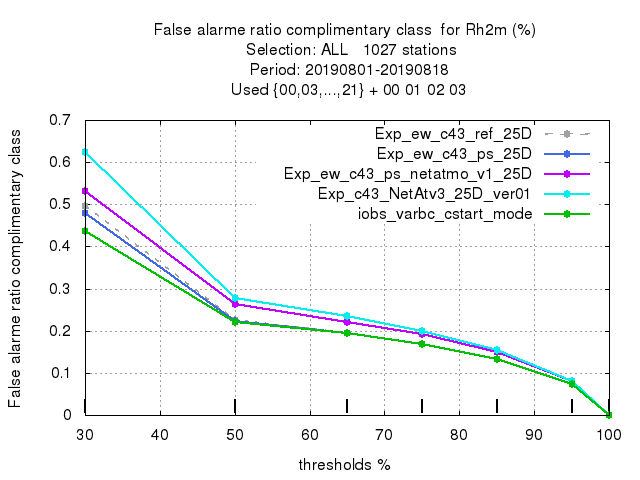 False alarme ratio complimentary class  for Rh2m (%)
Selection: ALL   1027 stations
Period: 20190801-20190818
Used {00,03,...,21} + 00 01 02 03
False alarme ratio complimentary class
0.7
0.6
0.5
0.4
0.3
0.2
0.1
0
Exp_ew_c43_ref_25D
Exp_ew_c43_ps_25D
Exp_ew_c43_ps_netatmo_v1_25D
Exp_c43_NetAtv3_25D_ver01
iobs_varbc_cstart_mode
30 40 50 60 70 80 90 100
thresholds %